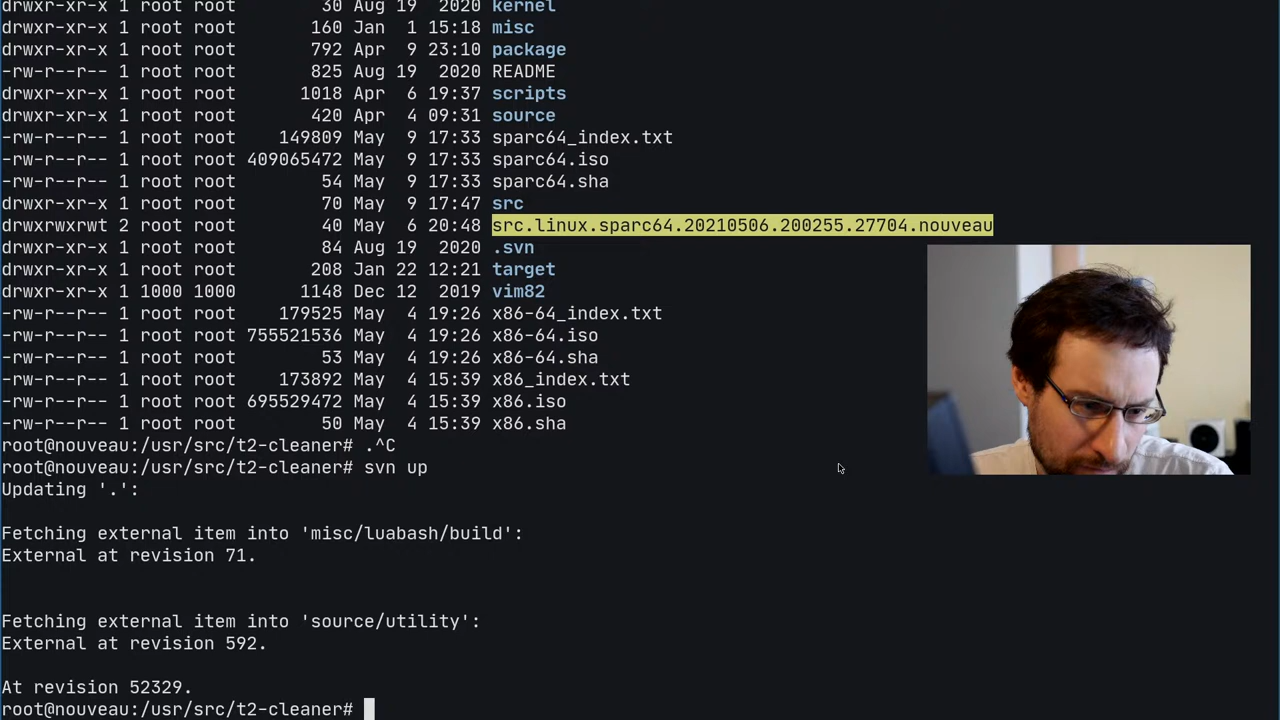 drwxr-xr-x 1 root root 30 Aug 19 2020 kernel
drwxr-xr-x 1 root root 160 Jan 1 15:18 misc
drwxr-xr-x 1 root root 792 Apr 9 23:10 package
-rw-r--r-- 1 root root 825 Aug 19 2020 README
drwxr-xr-x 1 root root 1018 Apr 6 19:37 scripts
drwxr-xr-x 1 root root 420 Apr 4 09:31 source
-rw-r--r-- 1 root root 149809 May 9 17:33 sparc64_index.txt
-rw-r--r-- 1 root root 409065472 May 9 17:33 sparc64.iso
-rw-r--r-- 1 root root 54 May 9 17:33 sparc64.sha
drwxr-xr-x 1 root root 70 May 9 17:47 src
drwxrwxrwt 2 root root 40 May 6 20:48 src.linux.sparc64.20210506.200255.27704.nouveau
drwxr-xr-x 1 root root 84 Aug 19 2020 .svn
drwxr-xr-x 1 root root 208 Jan 22 12:21 target
drwxr-xr-x 1 1000 1000 1148 Dec 12 2019 vim82
-rw-r--r-- 1 root root 179525 May 4 19:26 x86-64_index.txt
-rw-r--r-- 1 root root 755521536 May 4 19:26 x86-64.iso
-rw-r--r-- 1 root root 53 May 4 19:26 x86-64.sha
-rw-r--r-- 1 root root 173892 May 4 15:39 x86_index.txt
-rw-r--r-- 1 root root 695529472 May 4 15:39 x86.iso
-rw-r--r-- 1 root root 50 May 4 15:39 x86.sha
root@nouveau:/usr/src/t2-cleaner# .^C
root@nouveau:/usr/src/t2-cleaner# svn up
Updating '.':
Fetching external item into 'misc/luabash/build':
External at revision 71.
Fetching external item into 'source/utility':
External at revision 592.
At revision 52329.
root@nouveau:/usr/src/t2-cleaner#